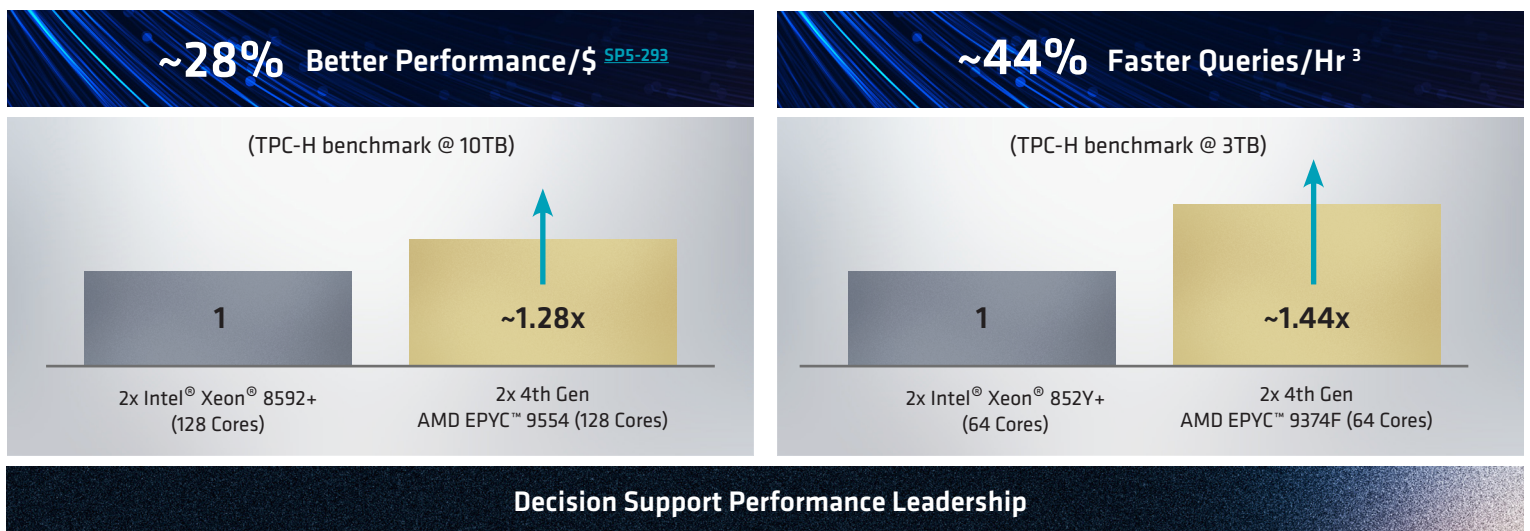 ~28% Better Performance/$ SP5-293
(TPC-H benchmark @ 10TB)
1
~1.28x
2x Intel® Xeon® 8592+
(128 Cores)
2x 4th Gen
AMD EPYC™ 9554 (128 Cores)
~44% Faster Queries/Hr ³
(TPC-H benchmark @ 3TB)
1
~1.44x
2x Intel® Xeon® 852Y+
(64 Cores)
2x 4th Gen
AMD EPYC™ 9374F (64 Cores)
Decision Support Performance Leadership